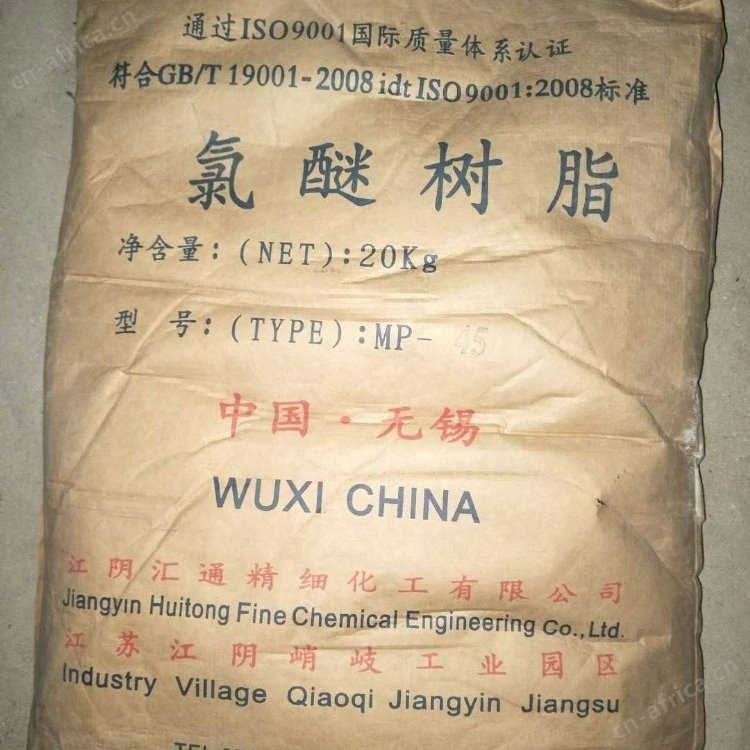 通过ISO9001国际质量体系认证
符合GB/T 19001-2008 idt ISO9001:2008标准
氯醚树脂
净含量:(NET):20Kg
型 号:(TYPE):MP- 45
中国·无锡
WUXI CHINA
江阴汇通精细化工有限公司
Jiangyin Huitong Fine Chemical Engineering Co.,Ltd.
江苏江阴峭岐工业园区
Industry Village Qiaoqi Jiangyin Jiangsu
cn-africa.cn